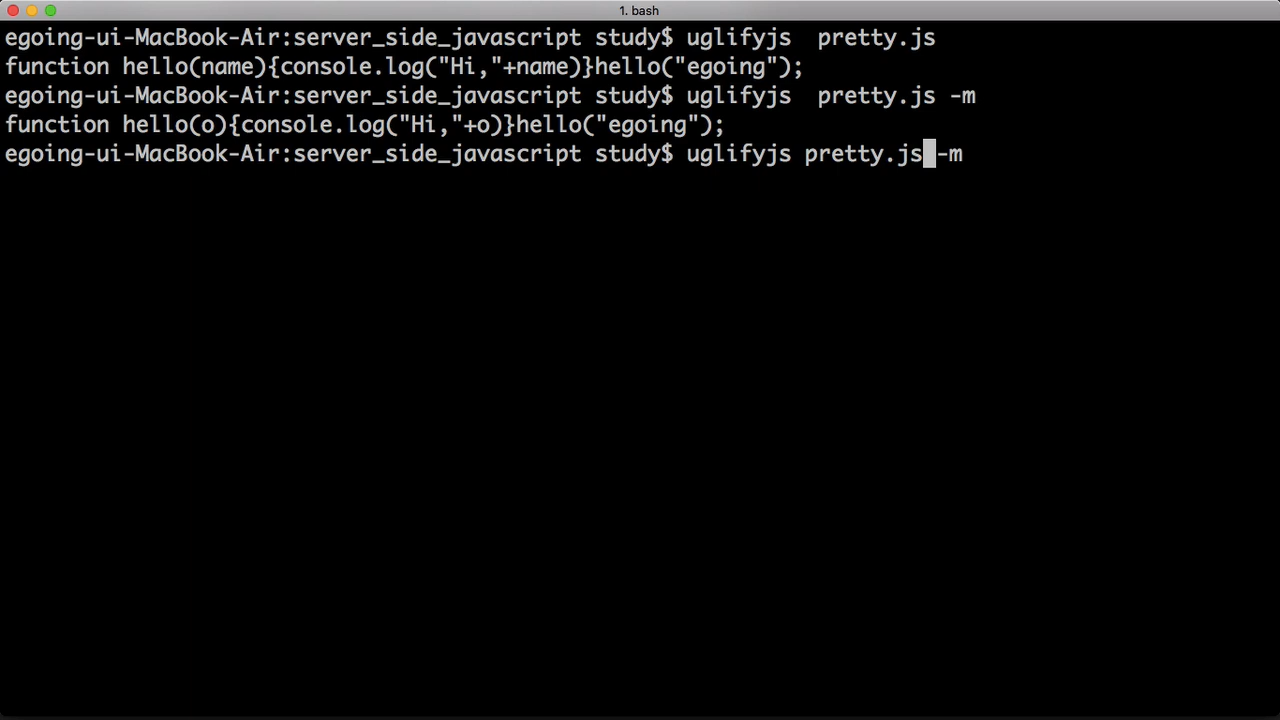 1. bash
egoing-ui-MacBook-Air:server_side_javascript study$ uglifyjs  pretty.js
function hello(name){console.log("Hi,"+name)}hello("egoing");
egoing-ui-MacBook-Air:server_side_javascript study$ uglifyjs  pretty.js -m
function hello(o){console.log("Hi,"+o)}hello("egoing");
egoing-ui-MacBook-Air:server_side_javascript study$ uglifyjs pretty.js -m